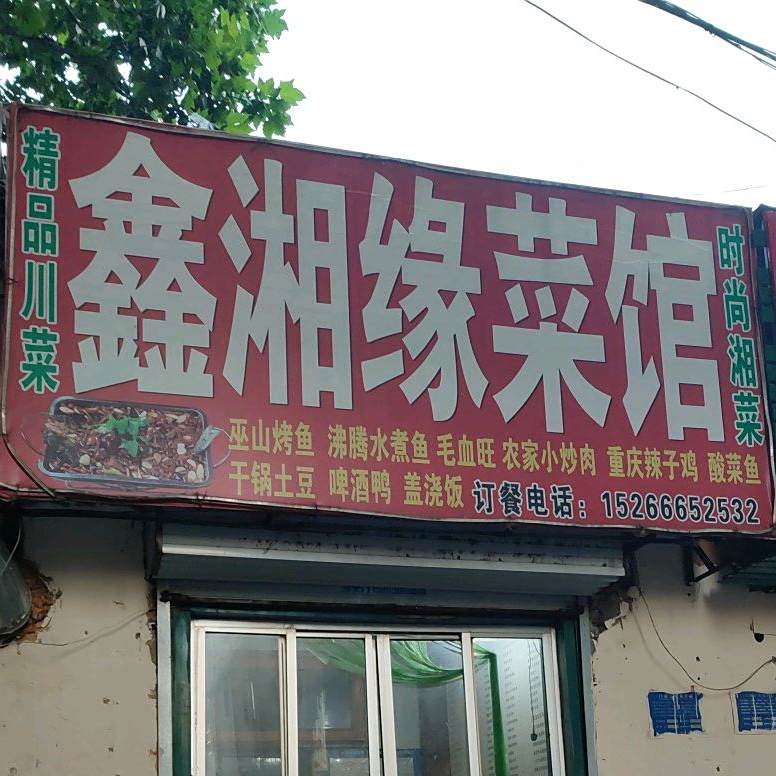 精品川菜
鑫湘缘菜馆
时尚湘菜
巫山烤鱼 沸腾水煮鱼 毛血旺 农家小炒肉 重庆辣子鸡 酸菜鱼
干锅土豆 啤酒鸭 盖浇饭 订餐电话：15266652532